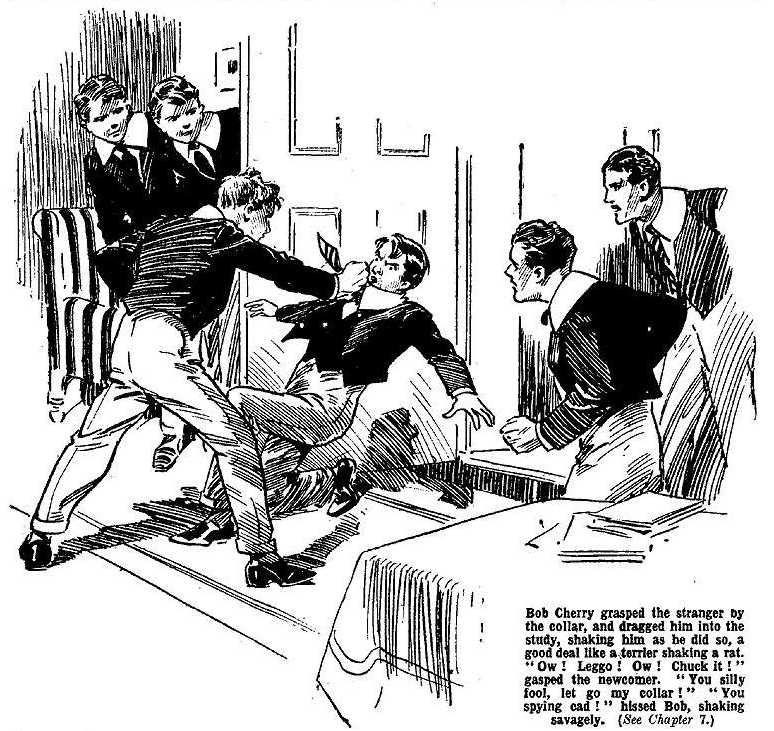 Bob Cherry grasped the stranger by
the collar, and dragged him into the
study, shaking him as he did so, a
good deal like a terrier shaking a rat.
"Ow! Leggo! Ow! Chuck it!"
gasped the newcomer. "You silly
fool, let go my collar!" "You
spying cad!" hissed Bob, shaking
savagely. (See Chapter 7.)